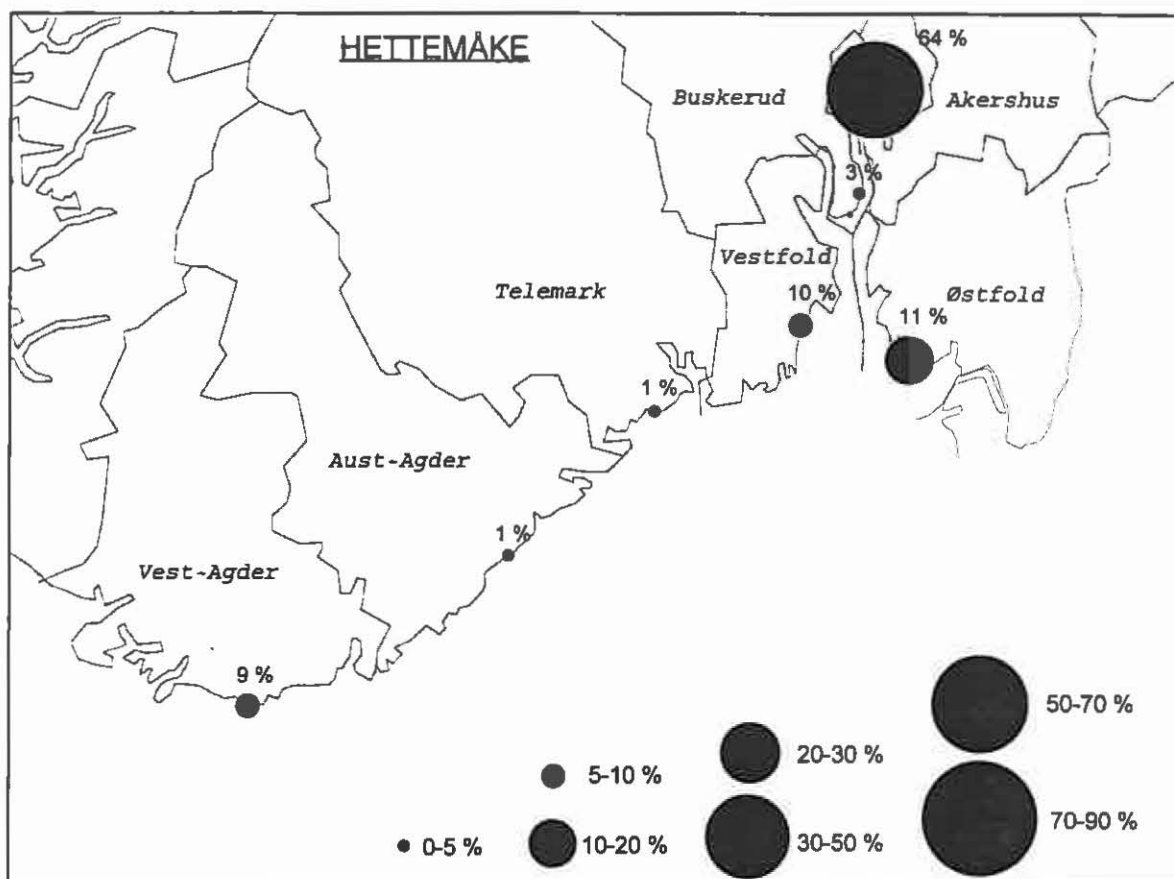 HETTEMÅKE
64 %
Buskerud
Akershus
3 %
Vestfold
Telemark
10 %
Østfold
11 %
1 %
Aust-Agder
1 %
Vest-Agder
9 %
50-70 %
20-30 %
5-10 %
70-90 %
0-5 %
10-20 %
30-50 %